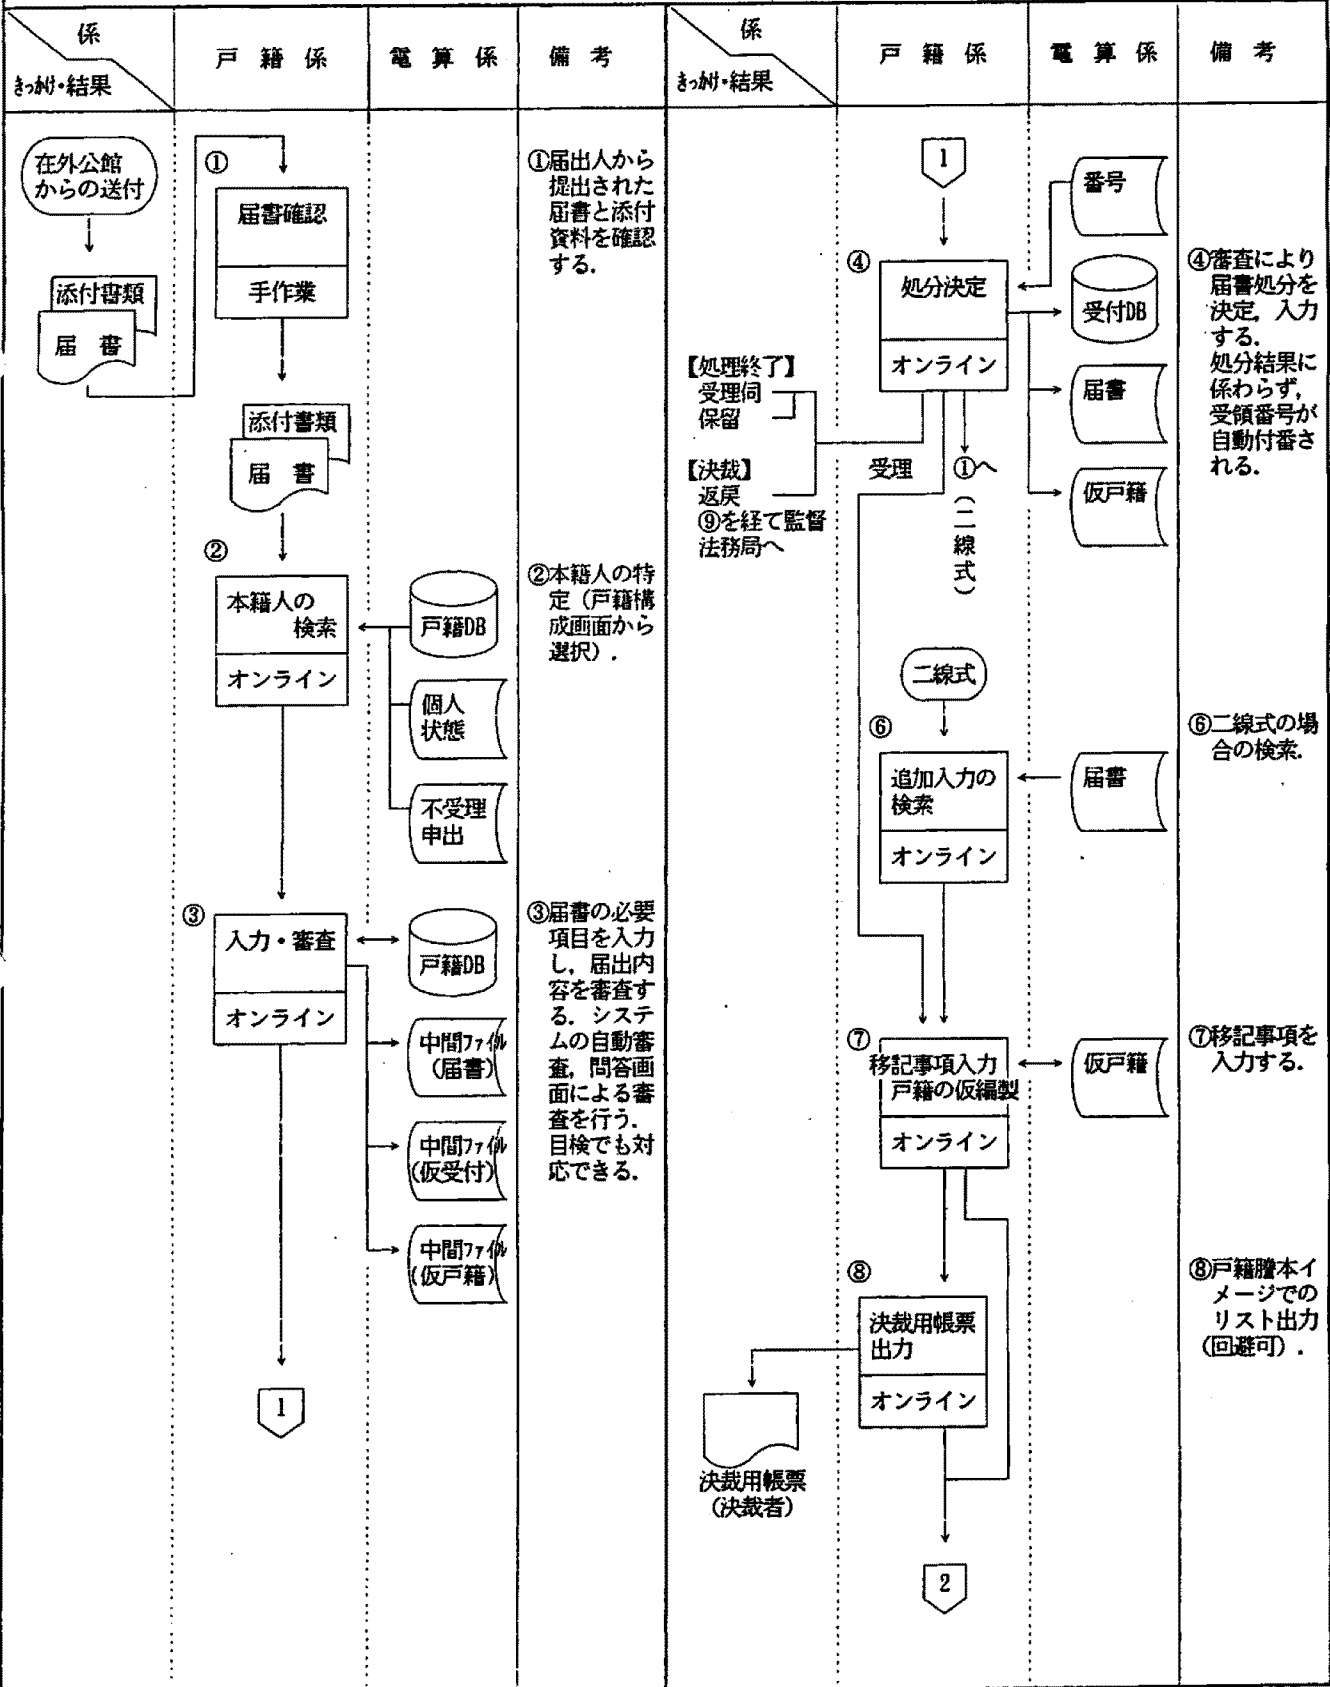 係
きっかけ・結果
戸籍係
電算係
備考
在外公館
からの送付
添付書類
届書
①
届書確認
手作業
添付書類
届書
②
本籍人の
検索
オンライン
戸籍DB
個人
状態
不受理
申出
③
入力・審査
オンライン
戸籍DB
中間ファイル
(届書)
中間ファイル
(仮受付)
中間ファイル
(仮戸籍)
1
①届出人から
提出された
届書と添付
資料を確認
する.
②本籍人の特
定（戸籍構
成画面から
選択）.
③届書の必要
項目を入力
し，届出内
容を審査す
る．システ
ムの自動審
査，問答画
面による審
査を行う．
目検でも対
応できる．
係
きっかけ・結果
戸籍係
電算係
備考
1
番号
④
処分決定
オンライン
受付DB
届書
仮戸籍
【処理終了】
受理伺
保留
【決裁】
返戻
⑨を経て監督
法務局へ
受理
①へ
（二線式）
二線式
⑥
追加入力の
検索
オンライン
届書
⑦
移記事項入力
戸籍の仮編製
オンライン
仮戸籍
⑧
決裁用帳票
出力
オンライン
決裁用帳票
（決裁者）
2
④審査により
届書処分を
決定，入力
する．
処分結果に
係わらず，
受領番号が
自動付番さ
れる．
⑥二線式の場
合の検索.
⑦移記事項を
入力する．
⑧戸籍謄本イ
メージでの
リスト出力
（回避可）.